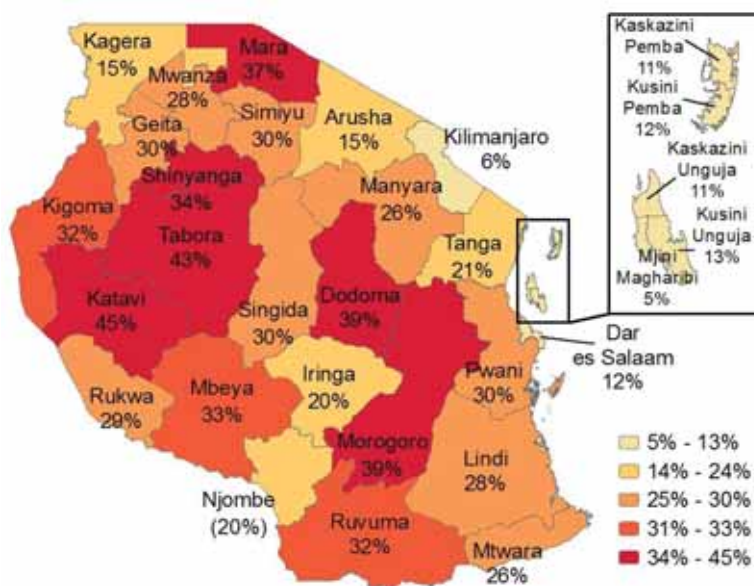 Kagera
15%
Mara
37%
Mwanza
28%
Geita
30%
Simiyu
30%
Arusha
15%
Kilimanjaro
6%
Shinyanga
34%
Kigoma
32%
Tabora
43%
Manyara
26%
Tanga
21%
Katavi
45%
Singida
30%
Dodoma
39%
Dar
es Salaam
12%
Rukwa
29%
Mbeya
33%
Iringa
20%
Pwani
30%
Morogoro
39%
Lindi
28%
Njombe
(20%)
Ruvuma
32%
Mtwara
26%
Kaskazini
Pemba
11%
Kusini
Pemba
12%
Kaskazini
Unguja
11%
Kusini
Unguja
13%
Mjini
Magharibi
5%
5% - 13%
14% - 24%
25% - 30%
31% - 33%
34% - 45%